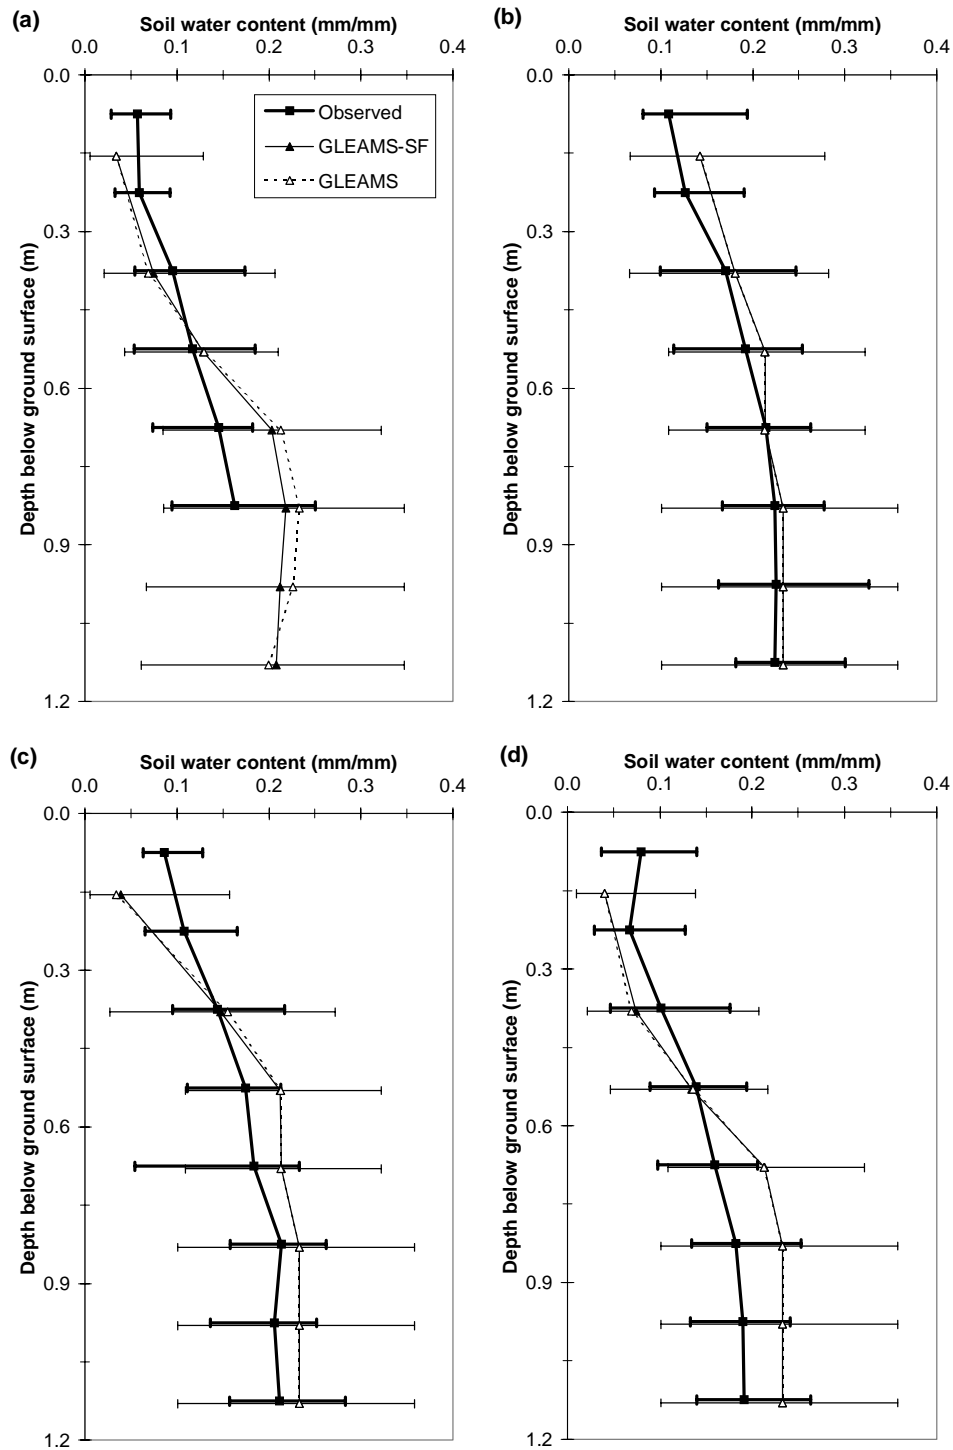 (a)
Soil water content (mm/mm)
0.0 0.1 0.2 0.3 0.4
0.0
0.3
0.6
0.9
1.2
Depth below ground surface (m)
Observed
GLEAMS-SF
GLEAMS
(b)
Soil water content (mm/mm)
0.0 0.1 0.2 0.3 0.4
0.0
0.3
0.6
0.9
1.2
Depth below ground surface (m)
(c)
Soil water content (mm/mm)
0.0 0.1 0.2 0.3 0.4
0.0
0.3
0.6
0.9
1.2
Depth below ground surface (m)
(d)
Soil water content (mm/mm)
0.0 0.1 0.2 0.3 0.4
0.0
0.3
0.6
0.9
1.2
Depth below ground surface (m)